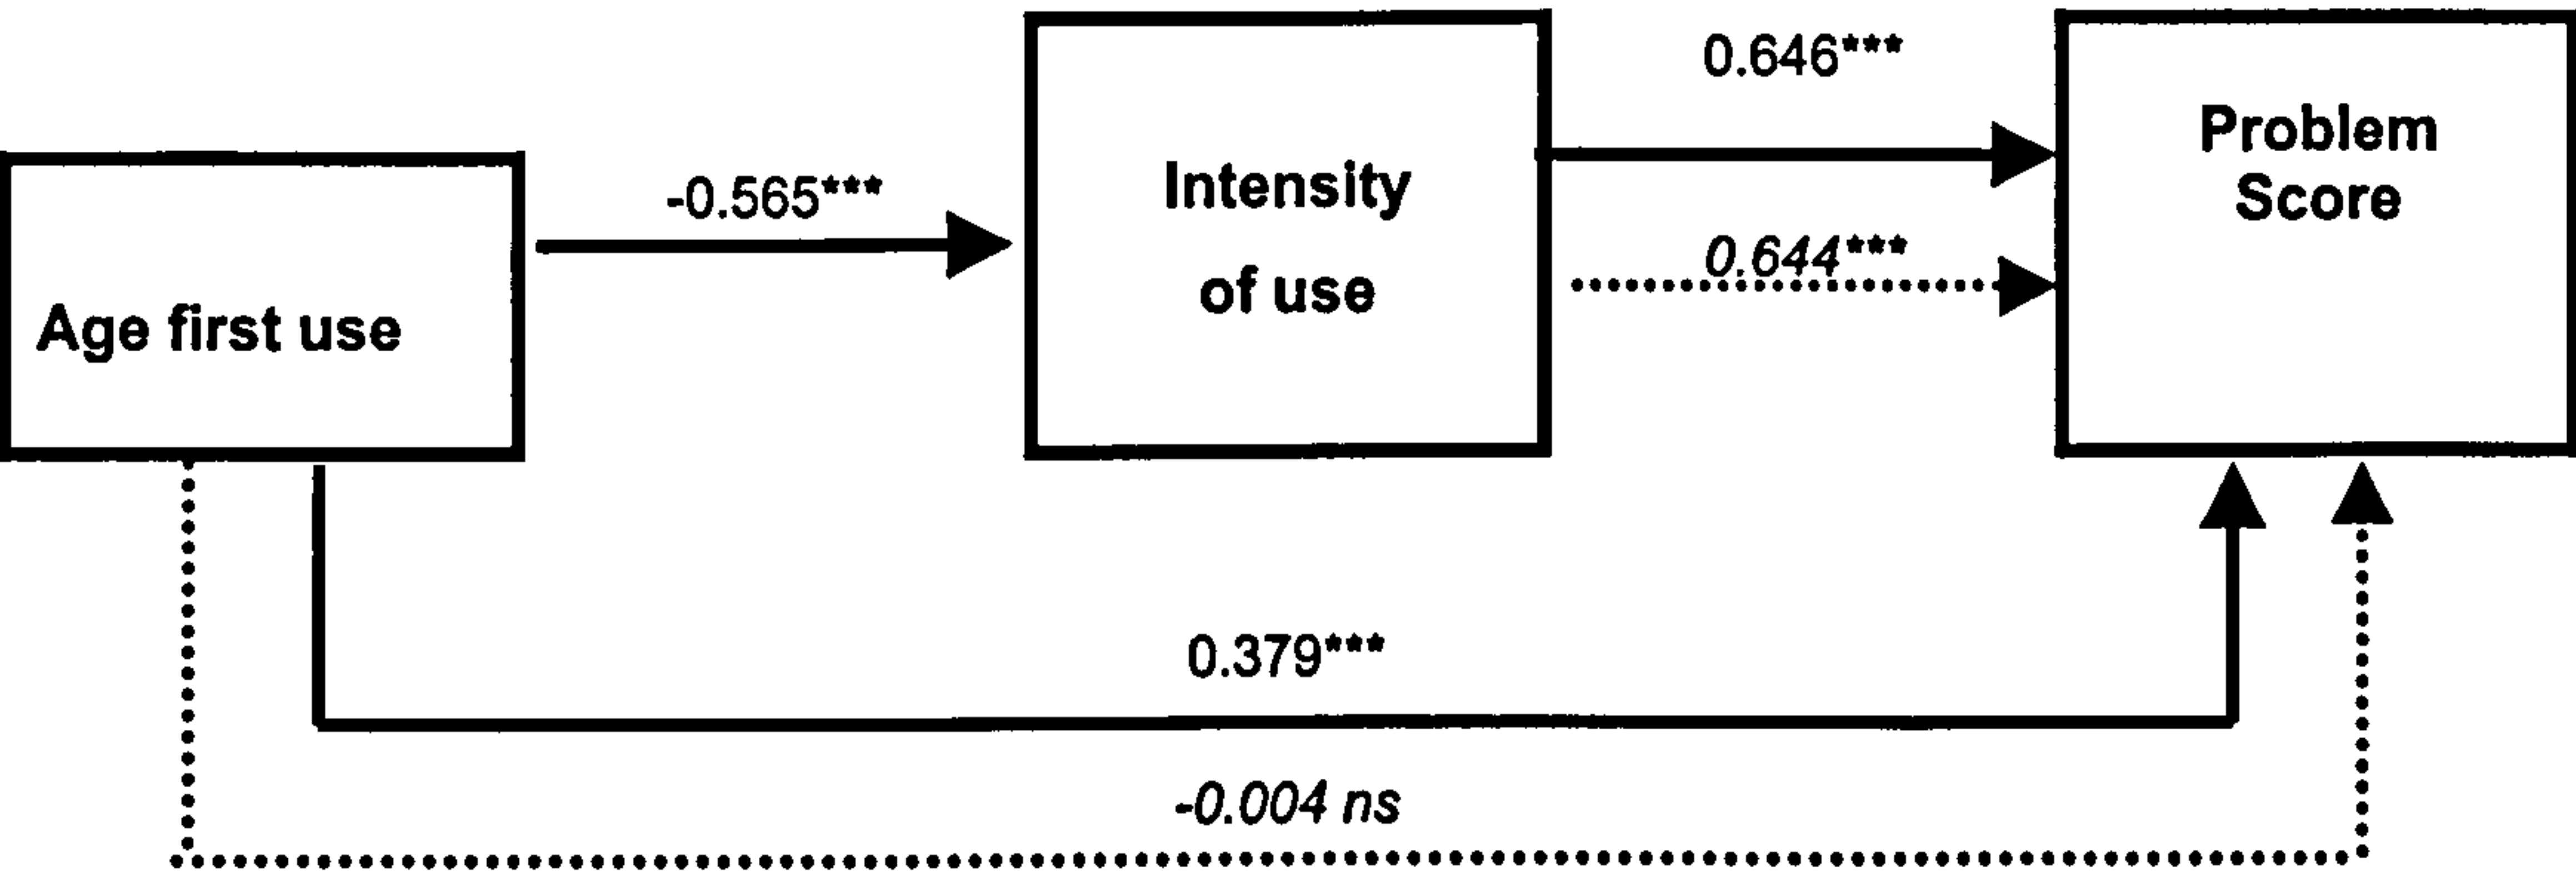 Age first use
-0.565***
Intensity
of use
0.646***
0.644***
Problem
Score
0.379***
-0.004 ns